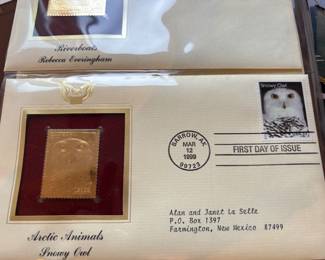 Riverboats
Rebecca Everingham
Snowy Owl
BARROW, AK
MAR
12
1999
99723
FIRST DAY OF ISSUE
Alan and Janet La Selle
P.O. Box 1397
Farmington, New Mexico 87499
Arctic Animals
Snowy Owl